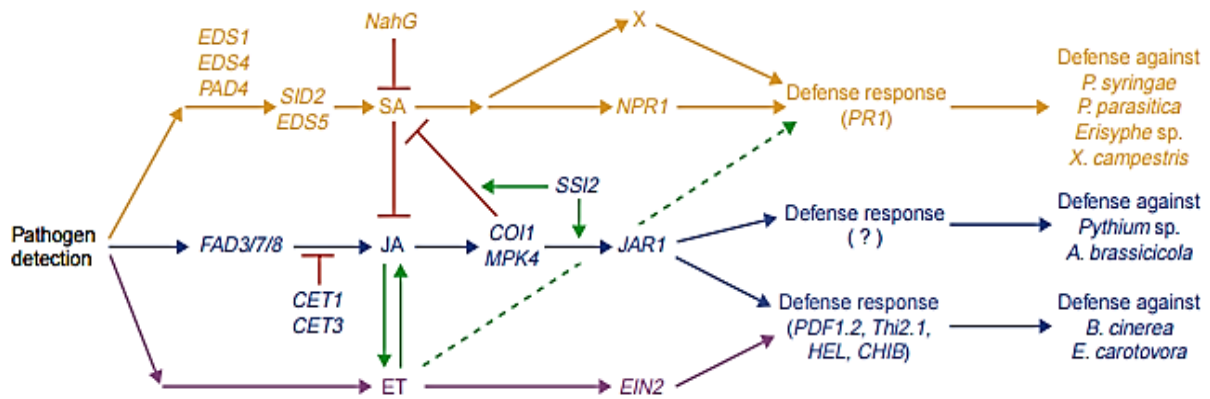 EDS1
EDS4
PAD4
SID2
EDS5
NahG
SA
X
NPR1
Defense response
(PR1)
Defense against
P. syringae
P. parasitica
Erisyphe sp.
X. campestris
Pathogen
detection
FAD3/7/8
CET1
CET3
JA
COI1
MPK4
SSI2
JAR1
Defense response
( ? )
Defense against
Pythium sp.
A. brassicicola
Defense response
(PDF1.2, Thi2.1,
HEL, CHIB)
Defense against
B. cinerea
E. carotovora
ET
EIN2